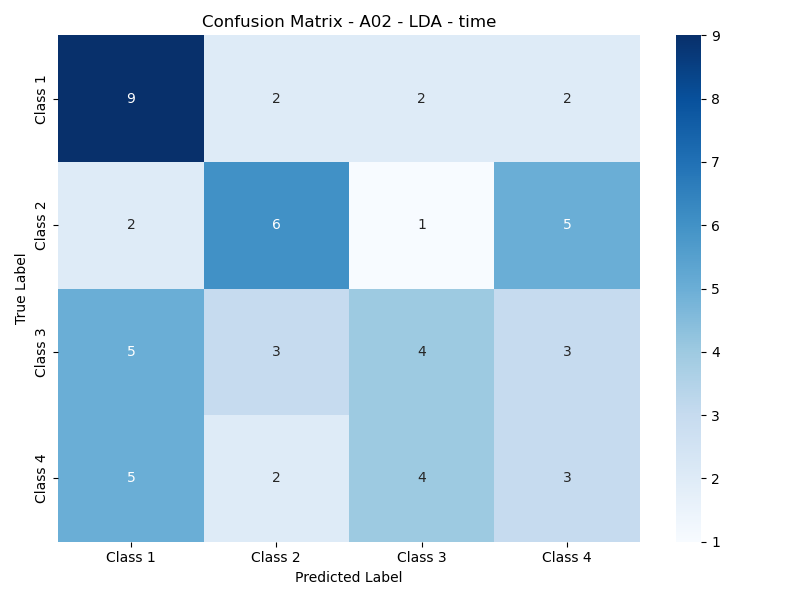 Confusion Matrix - A02 - LDA - time
True Label
Class 1
9 2 2 2
Class 2
2 6 1 5
Class 3
5 3 4 3
Class 4
5 2 4 3
Class 1 Class 2 Class 3 Class 4
Predicted Label
9
8
7
6
5
4
3
2
1